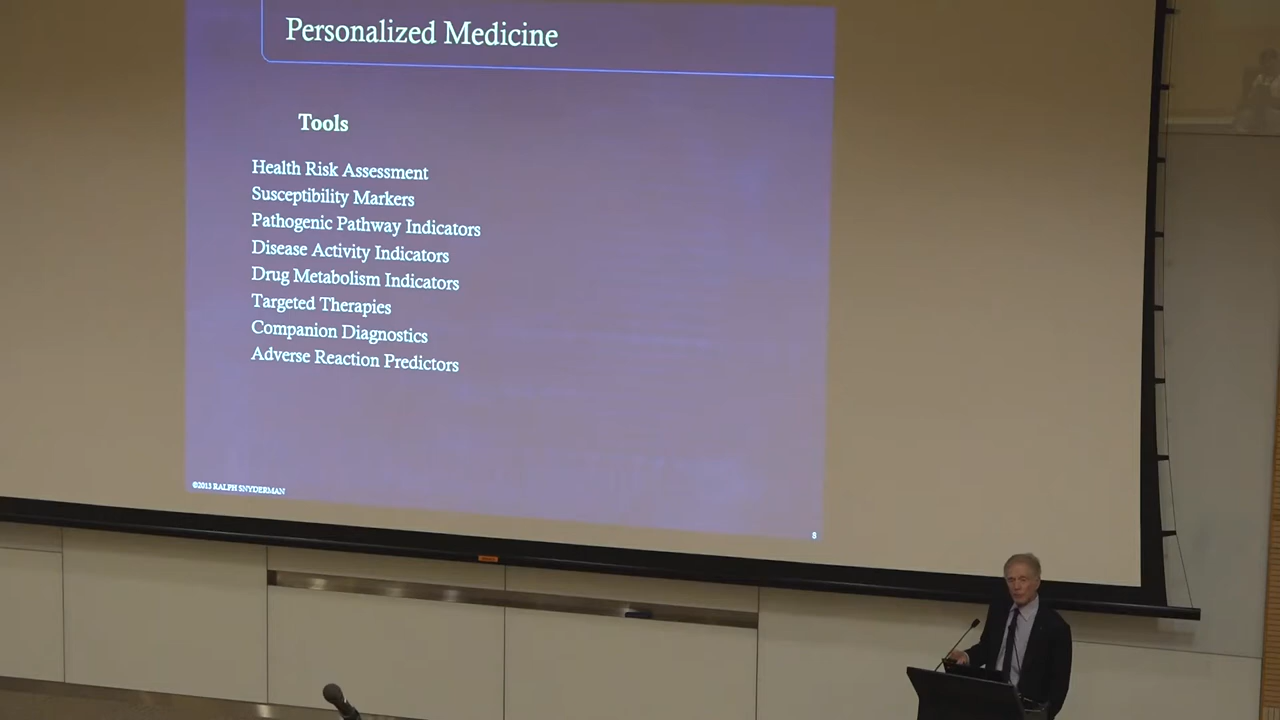 Personalized Medicine
Tools
Health Risk Assessment
Susceptibility Markers
Pathogenic Pathway Indicators
Disease Activity Indicators
Drug Metabolism Indicators
Targeted Therapies
Companion Diagnostics
Adverse Reaction Predictors
©2013 RALPH SNYDERMAN
8